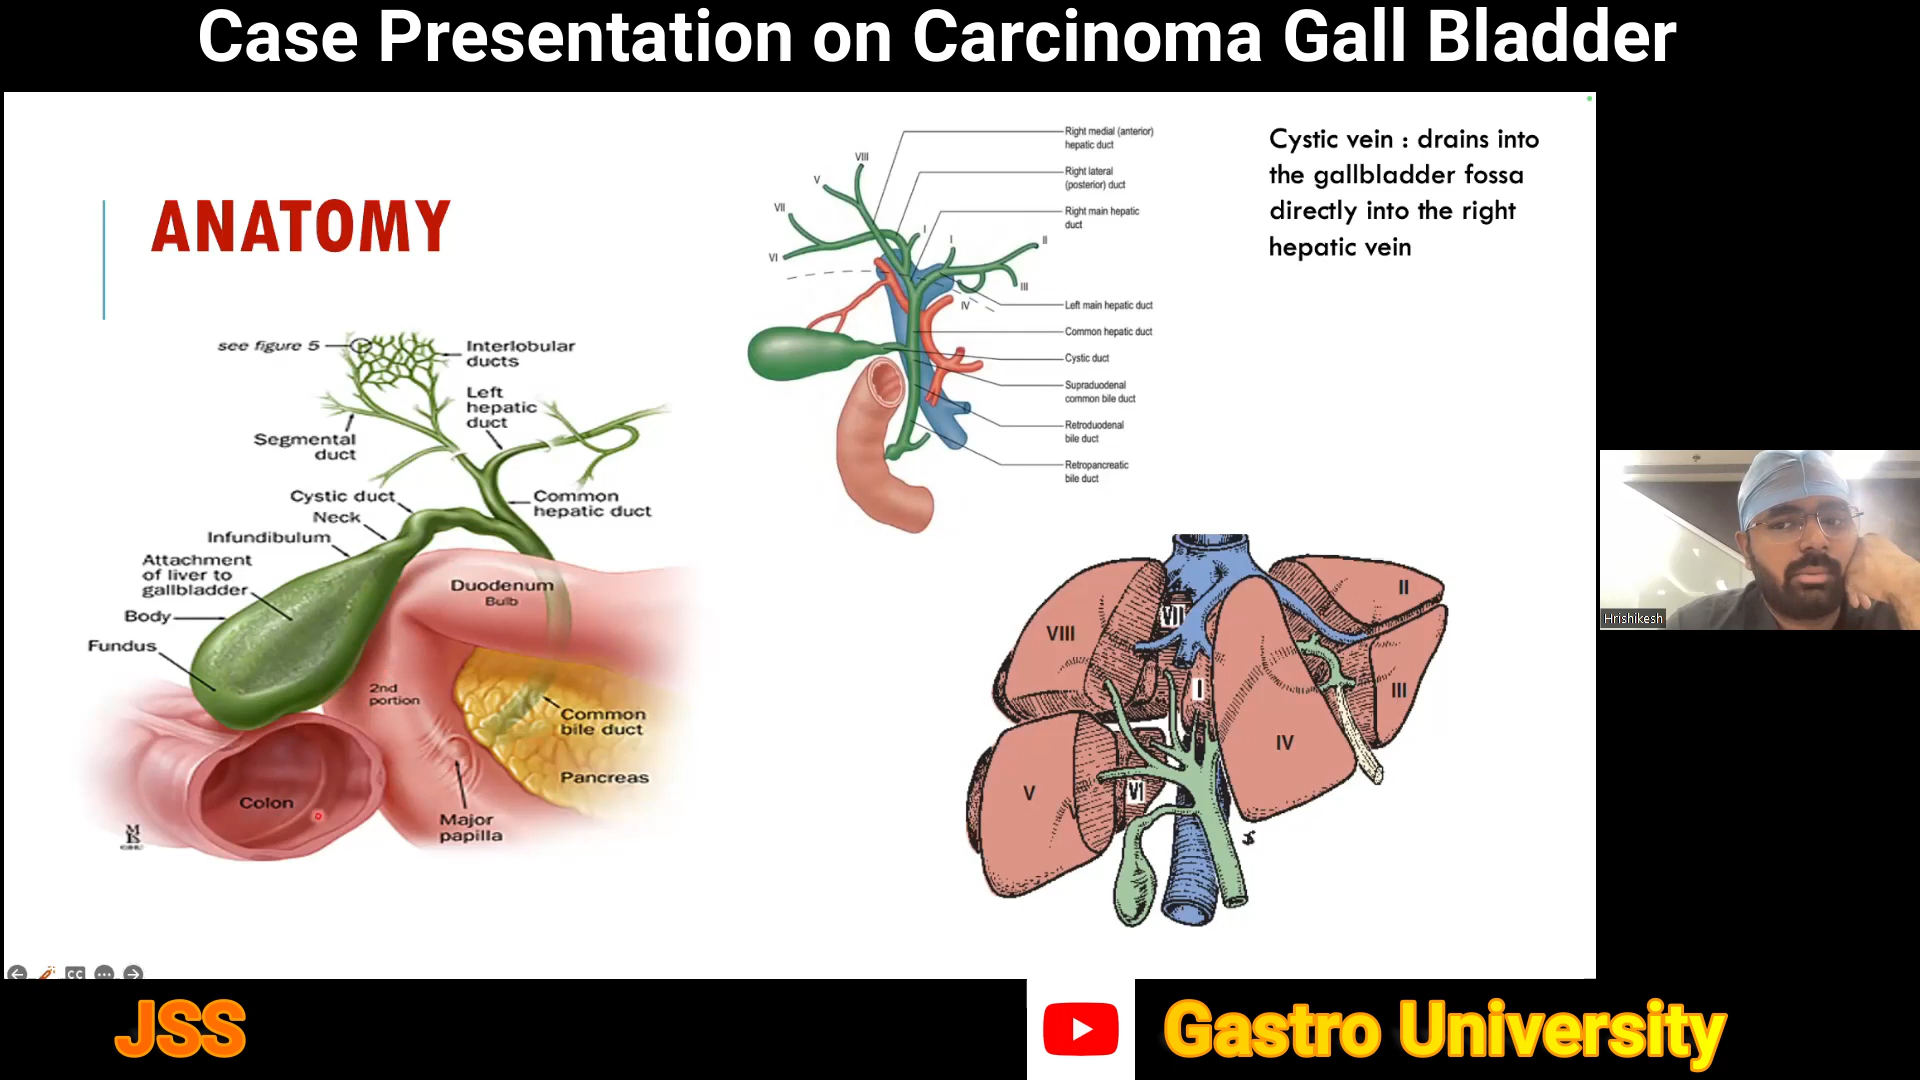 Case Presentation on Carcinoma Gall Bladder
ANATOMY
Cystic vein : drains into
the gallbladder fossa
directly into the right
hepatic vein
see figure 5
Interlobular
ducts
Left
hepatic
duct
Segmental
duct
Cystic duct
Neck
Common
hepatic duct
Infundibulum
Attachment
of liver to
gallbladder
Body
Fundus
Duodenum
Bulb
2nd
portion
Common
bile duct
Pancreas
Colon
Major
papilla
Right medial (anterior)
hepatic duct
Right lateral
(posterior) duct
Right main hepatic
duct
Left main hepatic duct
Common hepatic duct
Cystic duct
Supraduodenal
common bile duct
Retroduodenal
bile duct
Retropancreatic
bile duct
VIII
V
VII
VI
I
I
II
III
IV
VIII
VII
II
III
I
IV
V
VI
Hrishikesh
CC
JSS
Gastro University